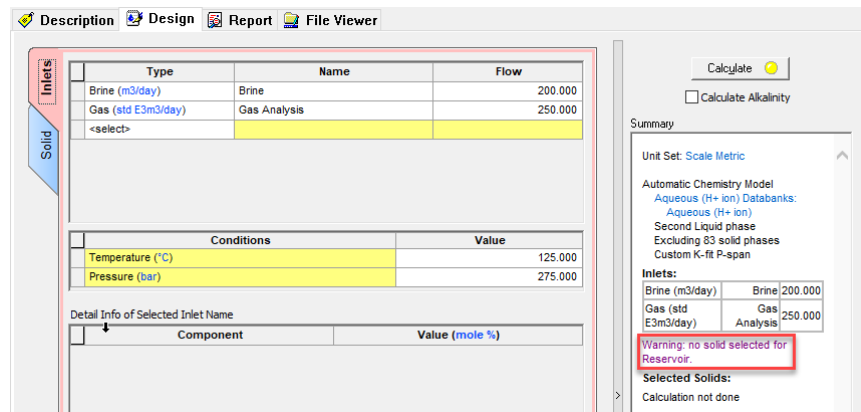 Description Design Report File Viewer
Inlets
Solid
Type Name Flow
Brine (m3/day) Brine 200.000
Gas (std E3m3/day) Gas Analysis 250.000
<select>
Conditions Value
Temperature (°C) 125.000
Pressure (bar) 275.000
Detail Info of Selected Inlet Name
Component Value (mole %)
Calculate
Calculate Alkalinity
Summary
Unit Set: Scale Metric
Automatic Chemistry Model
Aqueous (H+ ion) Databanks:
Aqueous (H+ ion)
Second Liquid phase
Excluding 83 solid phases
Custom K-fit P-span
Inlets:
Brine (m3/day) Brine 200.000
Gas (std Gas
E3m3/day) Analysis 250.000
Warning: no solid selected for
Reservoir.
Selected Solids:
Calculation not done
>